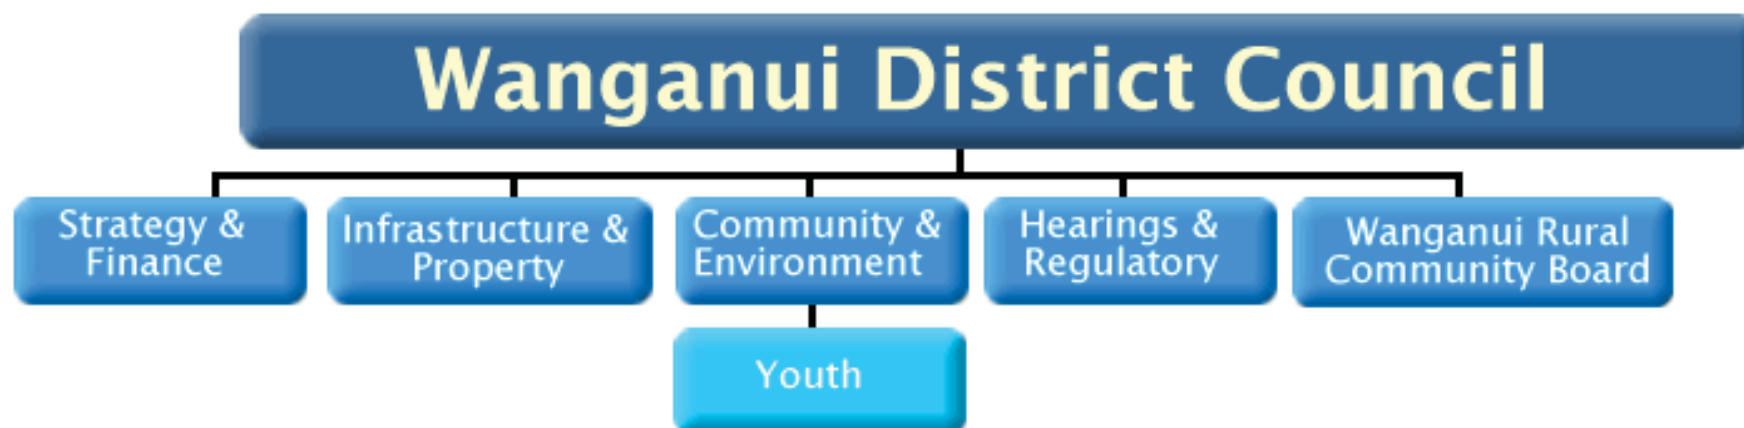 Wanganui District Council
Strategy &
Finance
Infrastructure &
Property
Community &
Environment
Hearings &
Regulatory
Wanganui Rural
Community Board
Youth